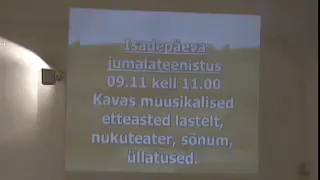 Isadepäeva
jumalateenistus
09.11 kell 11.00
Kavas muusikalised
etteasted lastelt,
nukuteater, sõnum,
üllatused.